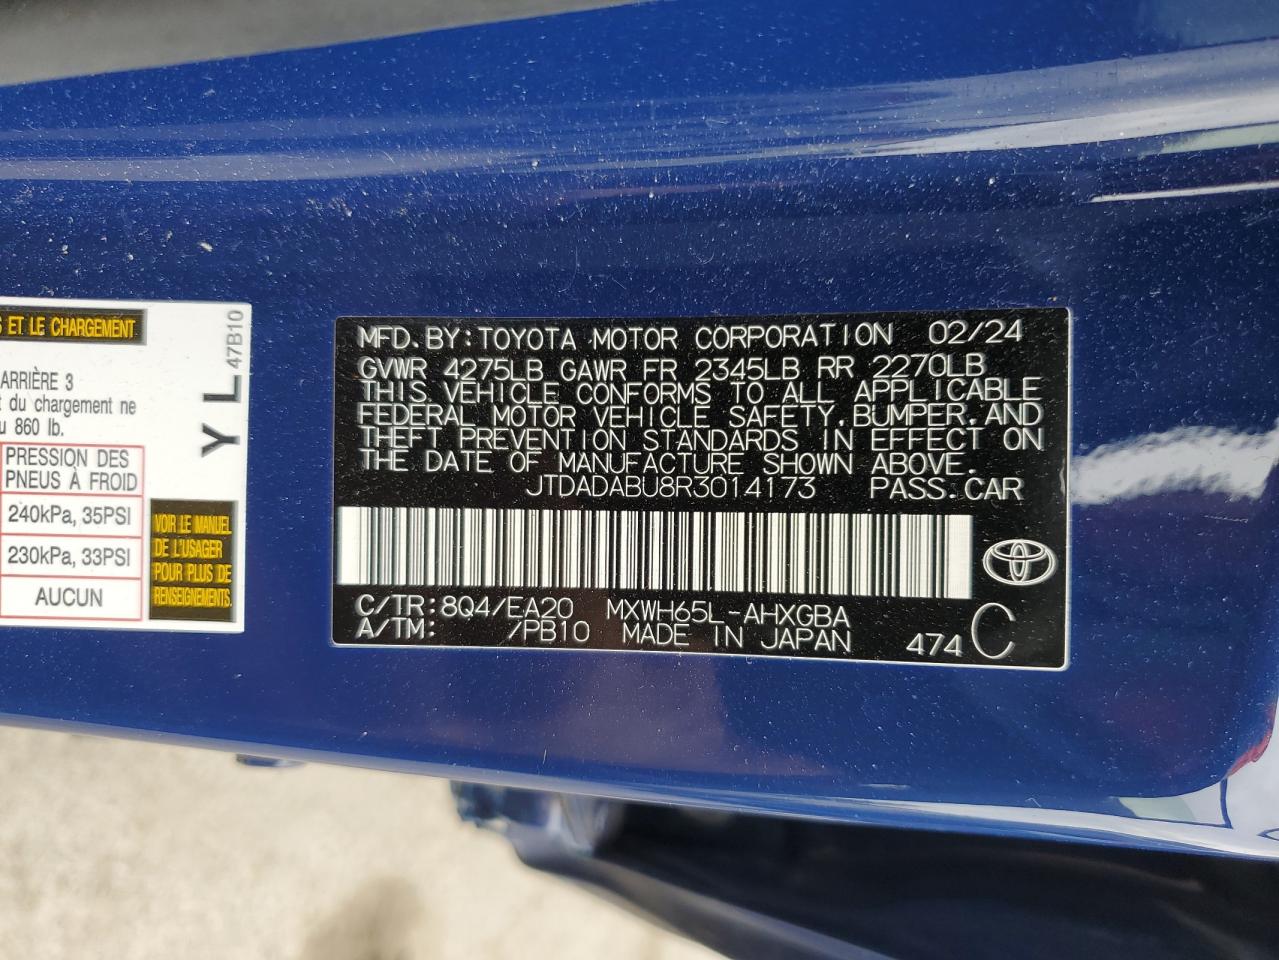 S ET LE CHARGEMENT
ARRIÈRE 3
t du chargement ne
u 860 lb.
PRESSION DES
PNEUS À FROID
240kPa, 35PSI
230kPa, 33PSI
AUCUN
VOIR LE MANUEL
DE L'USAGER
POUR PLUS DE
RENSEIGNEMENTS.
Y L 47B10
MFD. BY: TOYOTA MOTOR CORPORATION 02/24
GVWR 4275LB GAWR FR 2345LB RR 2270LB
THIS VEHICLE CONFORMS TO ALL APPLICABLE
FEDERAL MOTOR VEHICLE SAFETY, BUMPER, AND
THEFT PREVENTION STANDARDS IN EFFECT ON
THE DATE OF MANUFACTURE SHOWN ABOVE.
JTDADABU8R3014173 PASS. CAR
C/TR: 8Q4/EA20 MXWH65L-AHXGBA
A/TM: /PB10 MADE IN JAPAN 474 C